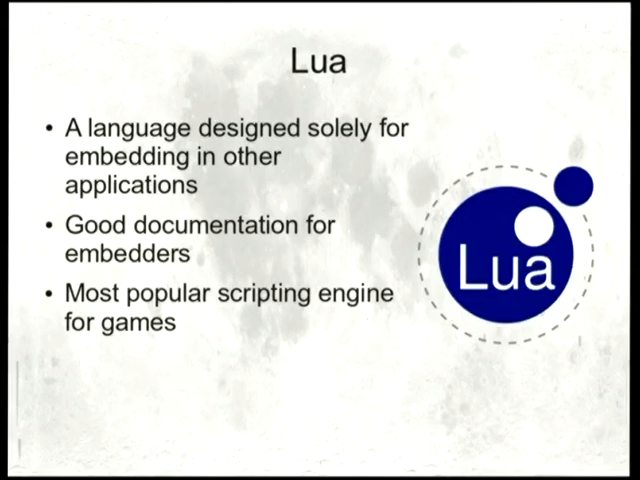 Lua
• A language designed solely for
embedding in other
applications
• Good documentation for
embedders
• Most popular scripting engine
for games
Lua